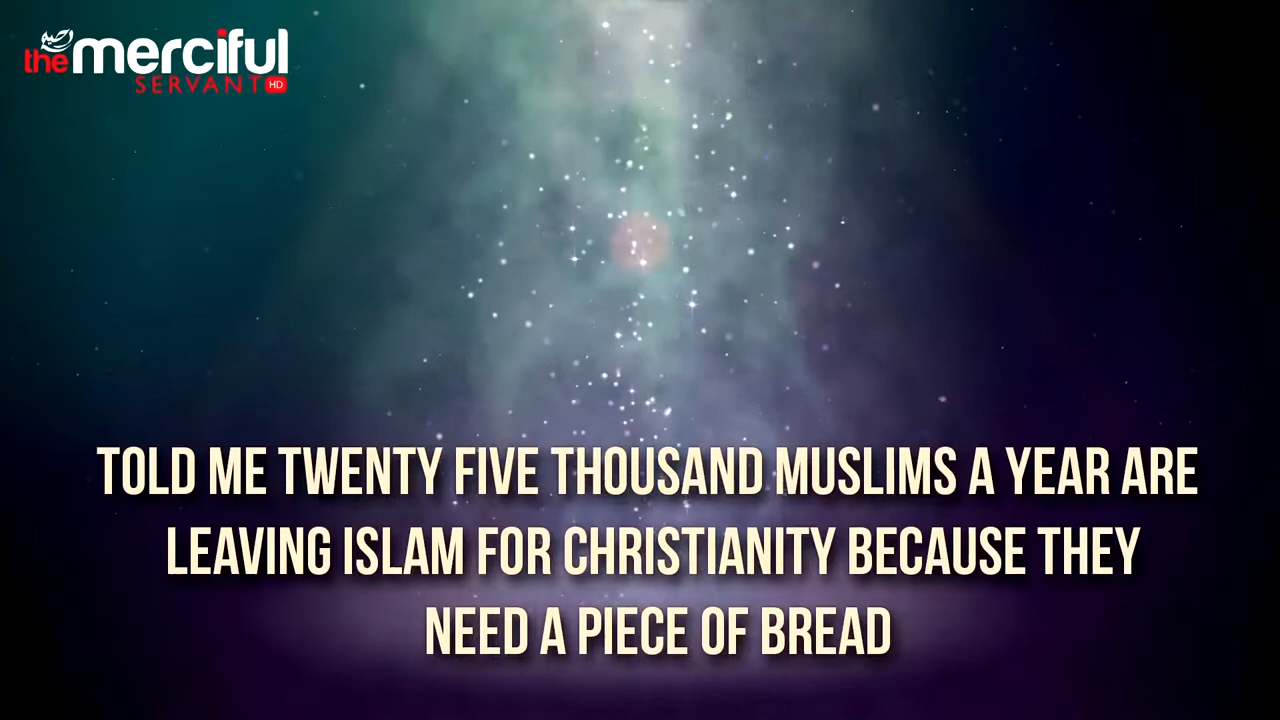 the merciful
SERVANT HD
TOLD ME TWENTY FIVE THOUSAND MUSLIMS A YEAR ARE
LEAVING ISLAM FOR CHRISTIANITY BECAUSE THEY
NEED A PIECE OF BREAD